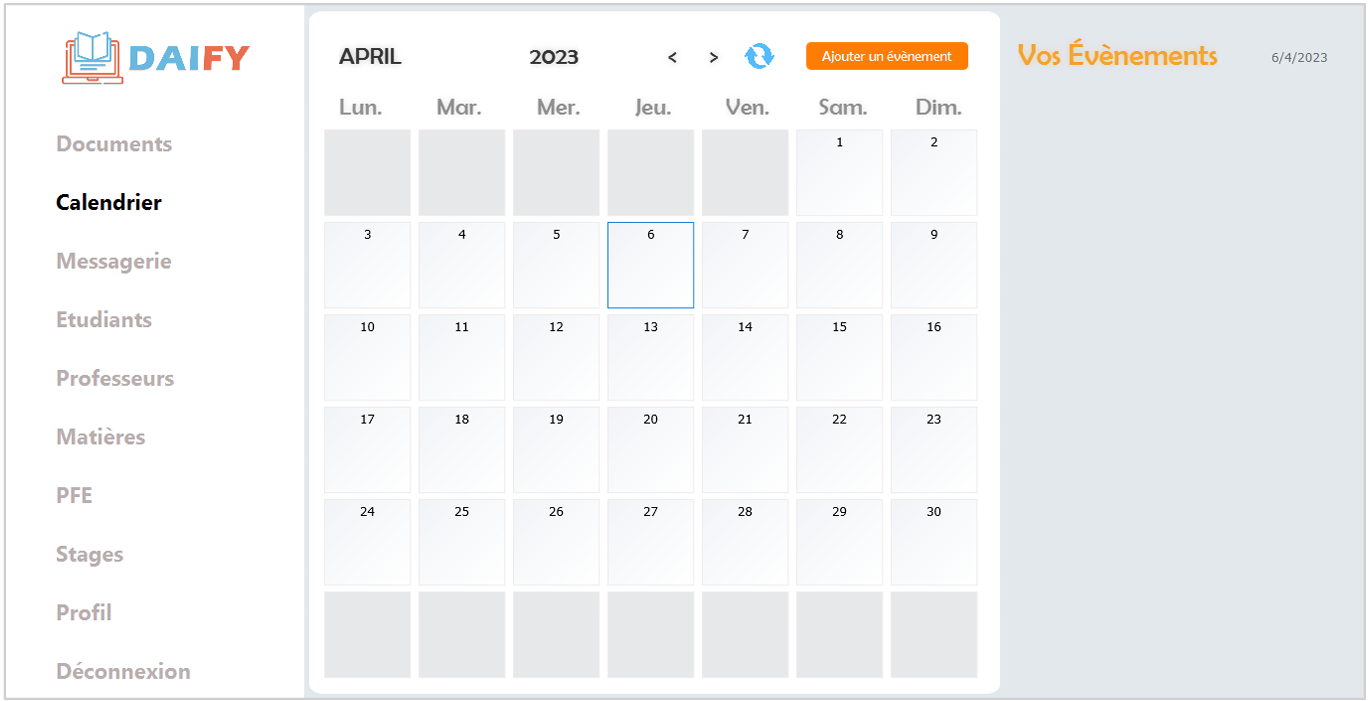 DAIFY
Documents
Calendrier
Messagerie
Etudiants
Professeurs
Matières
PFE
Stages
Profil
Déconnexion
APRIL 2023 < > Ajouter un évènement
Lun. Mar. Mer. Jeu. Ven. Sam. Dim.
1 2
3 4 5 6 7 8 9
10 11 12 13 14 15 16
17 18 19 20 21 22 23
24 25 26 27 28 29 30
Vos Évènements 6/4/2023